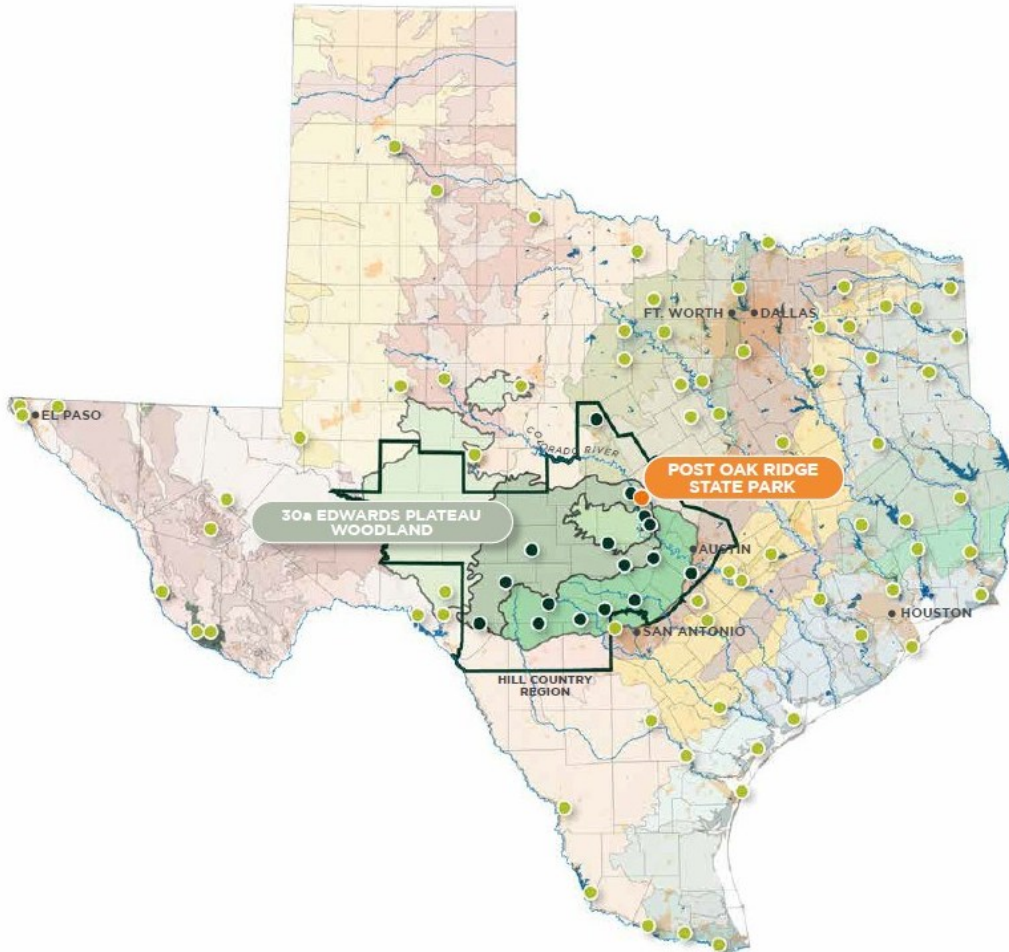 FT. WORTH
DALLAS
EL PASO
COLORADO RIVER
POST OAK RIDGE
STATE PARK
30a EDWARDS PLATEAU
WOODLAND
AUSTIN
HOUSTON
SAN ANTONIO
HILL COUNTRY
REGION